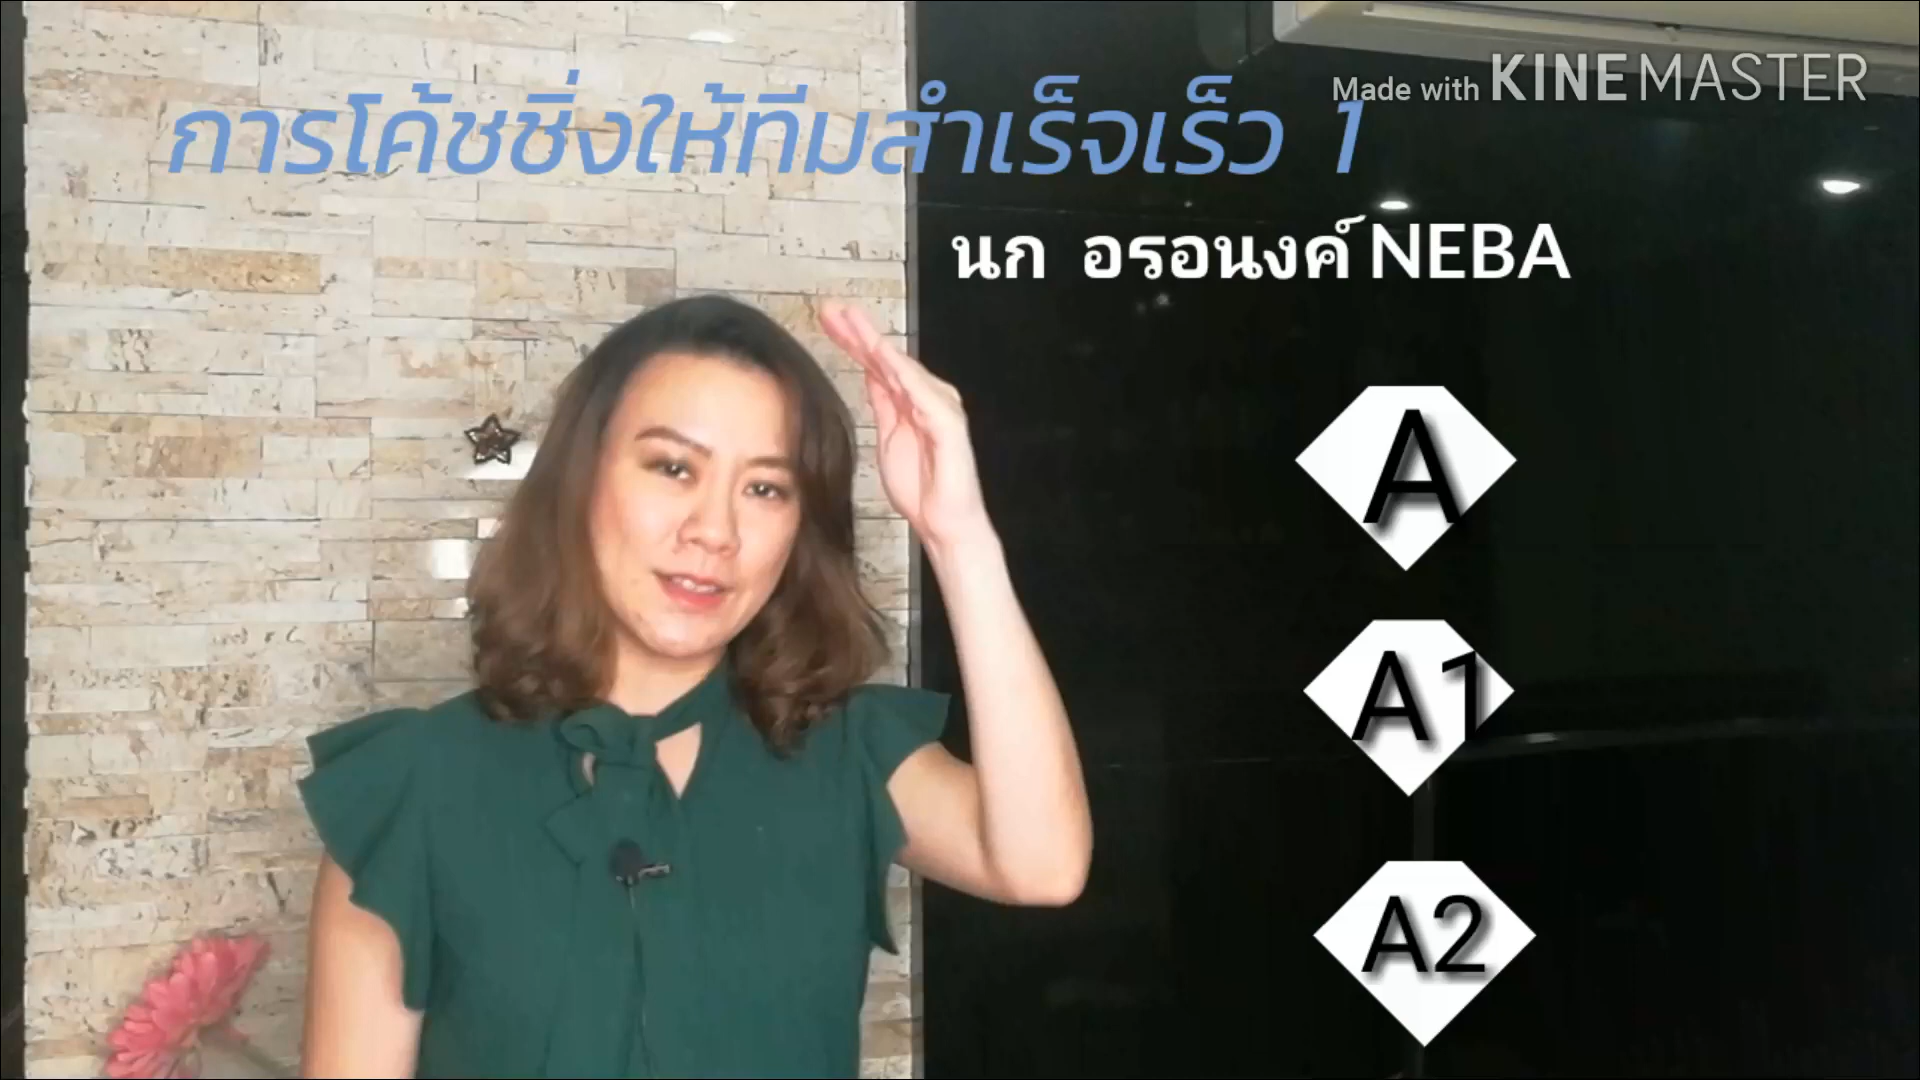 Made with KINEMASTER
การโค้ชชิ่งให้ทีมสำเร็จเร็ว 1
นก อรอนงค์ NEBA
A
A1
A2